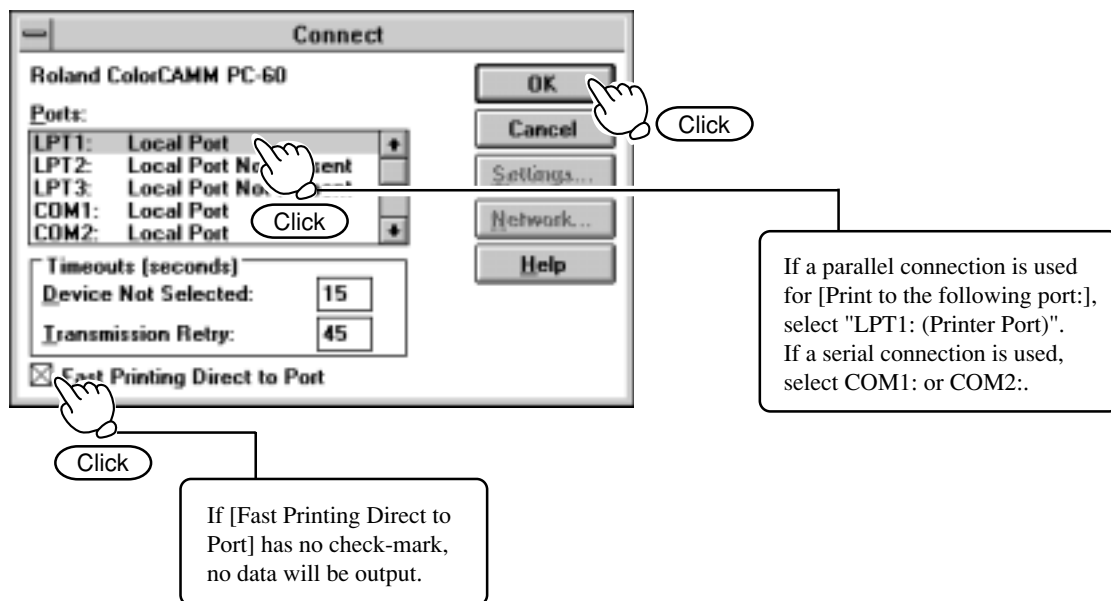 Connect
Roland ColorCAMM PC-60
Ports:
LPT1: Local Port
LPT2: Local Port
LPT3: Local Port
COM1: Local Port
COM2: Local Port
Click
Timeouts (seconds)
Device Not Selected: 15
Transmission Retry: 45
Fast Printing Direct to Port
Click
OK
Cancel
Settings...
Network...
Help
Click
If a parallel connection is used
for [Print to the following port:],
select "LPT1: (Printer Port)".
If a serial connection is used,
select COM1: or COM2:.
If [Fast Printing Direct to
Port] has no check-mark,
no data will be output.